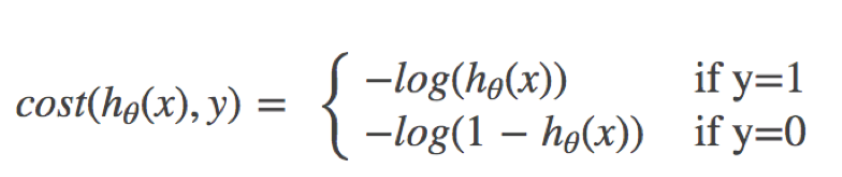 cost(hθ(x), y) = { −log(hθ(x)) if y=1
−log(1 − hθ(x)) if y=0